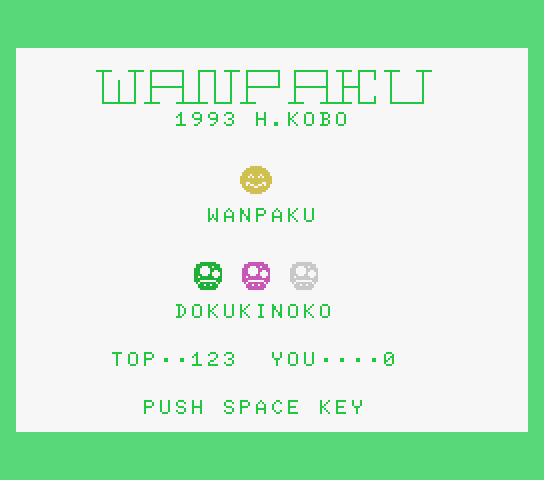 WANPAKU
1993 H.KOBO
WANPAKU
DOKUKINOKO
TOP··123 YOU····0
PUSH SPACE KEY